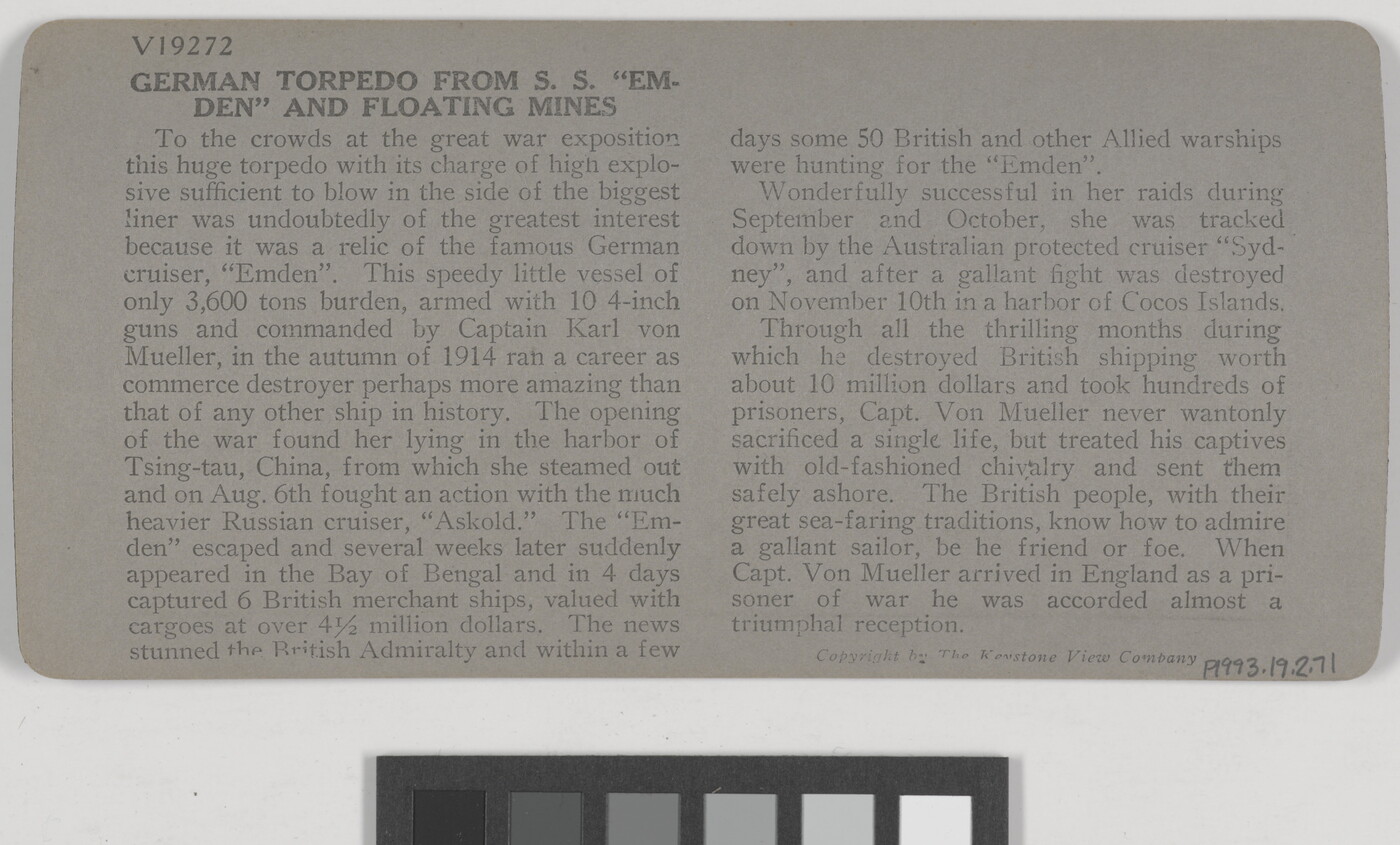 V19272
GERMAN TORPEDO FROM S. S. "EM-
DEN" AND FLOATING MINES
To the crowds at the great war exposition
this huge torpedo with its charge of high explo-
sive sufficient to blow in the side of the biggest
liner was undoubtedly of the greatest interest
because it was a relic of the famous German
cruiser, "Emden". This speedy little vessel of
only 3,600 tons burden, armed with 10 4-inch
guns and commanded by Captain Karl von
Mueller, in the autumn of 1914 ran a career as
commerce destroyer perhaps more amazing than
that of any other ship in history. The opening
of the war found her lying in the harbor of
Tsing-tau, China, from which she steamed out
and on Aug. 6th fought an action with the much
heavier Russian cruiser, "Askold." The "Em-
den" escaped and several weeks later suddenly
appeared in the Bay of Bengal and in 4 days
captured 6 British merchant ships, valued with
cargoes at over 4½ million dollars. The news
stunned the British Admiralty and within a few
days some 50 British and other Allied warships
were hunting for the "Emden".
Wonderfully successful in her raids during
September and October, she was tracked
down by the Australian protected cruiser "Syd-
ney", and after a gallant fight was destroyed
on November 10th in a harbor of Cocos Islands.
Through all the thrilling months during
which he destroyed British shipping worth
about 10 million dollars and took hundreds of
prisoners, Capt. Von Mueller never wantonly
sacrificed a single life, but treated his captives
with old-fashioned chivalry and sent them
safely ashore. The British people, with their
great sea-faring traditions, know how to admire
a gallant sailor, be he friend or foe. When
Capt. Von Mueller arrived in England as a pri-
soner of war he was accorded almost a
triumphal reception.
Copyright by The Keystone View Company
P1993.19.2.71